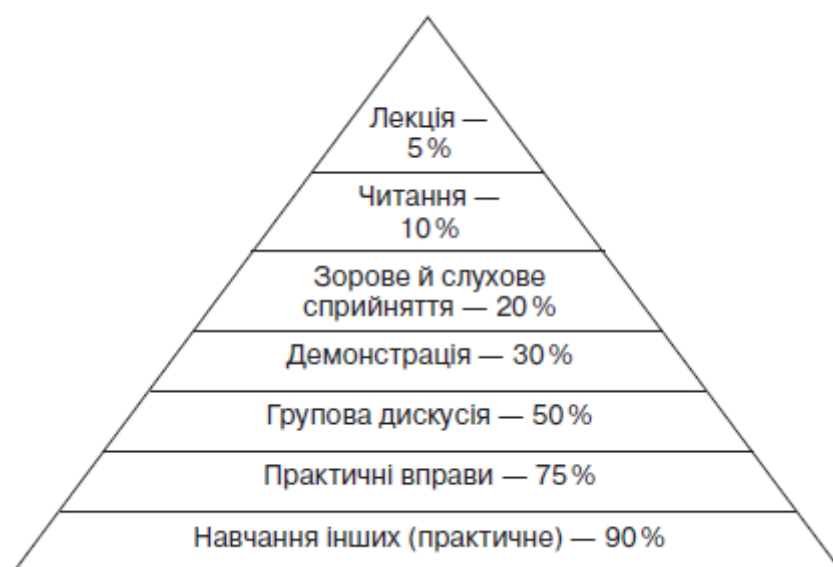 Лекція —
5 %
Читання —
10 %
Зорове й слухове
сприйняття — 20 %
Демонстрація — 30 %
Групова дискусія — 50 %
Практичні вправи — 75 %
Навчання інших (практичне) — 90 %